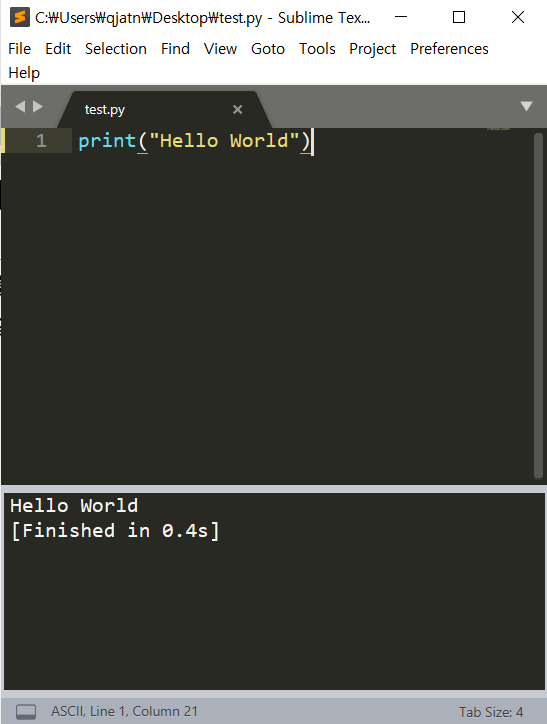 C:₩Users₩qjatn₩Desktop₩test.py - Sublime Tex...
File Edit Selection Find View Goto Tools Project Preferences
Help
test.py
1 print("Hello World")
Hello World
[Finished in 0.4s]
ASCII, Line 1, Column 21 Tab Size: 4